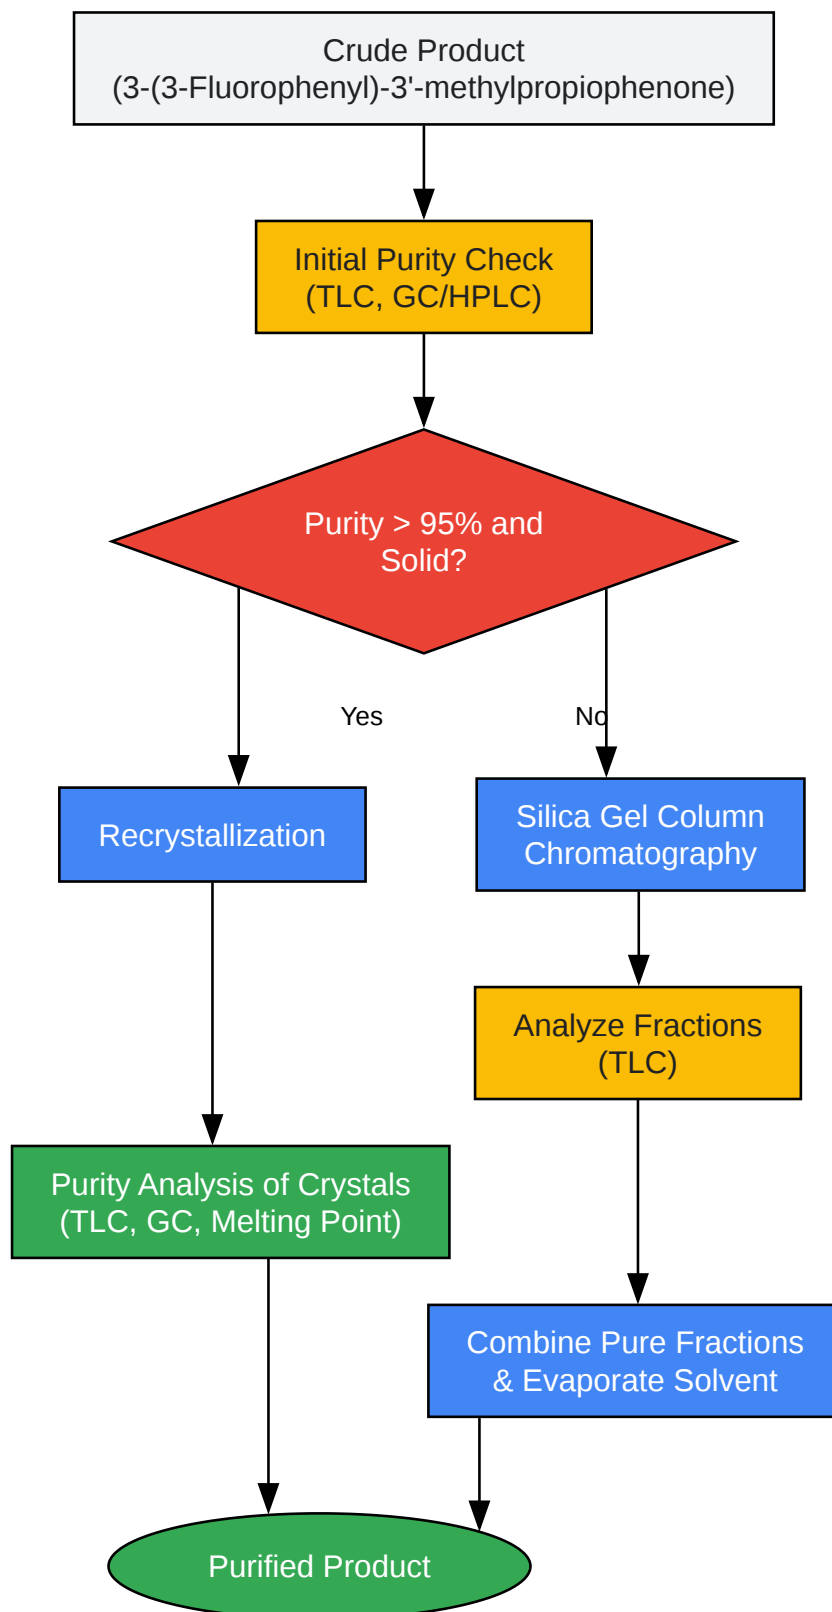 Crude Product
(3-(3-Fluorophenyl)-3'-methylpropiophenone)
Initial Purity Check
(TLC, GC/HPLC)
Purity > 95% and
Solid?
Yes
No
Recrystallization
Silica Gel Column
Chromatography
Analyze Fractions
(TLC)
Purity Analysis of Crystals
(TLC, GC, Melting Point)
Combine Pure Fractions
& Evaporate Solvent
Purified Product